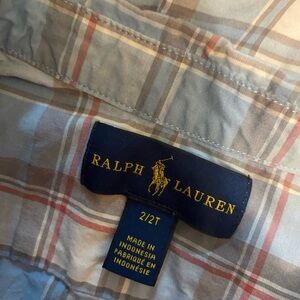 RALPH LAUREN
2/2T
MADE IN
INDONESIA
FABRIQUÉ EN
INDONÉSIE